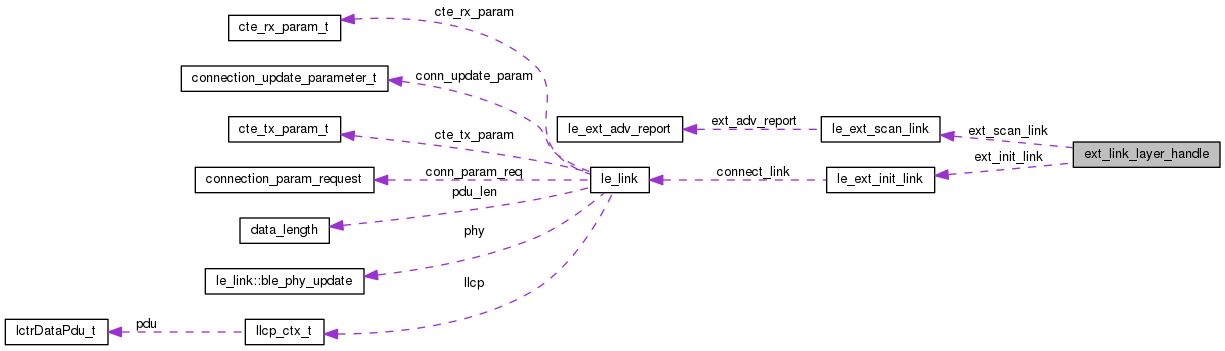 cte_rx_param
cte_rx_param_t
connection_update_parameter_t
conn_update_param
cte_tx_param_t
cte_tx_param
le_ext_adv_report
ext_adv_report
le_ext_scan_link
ext_scan_link
ext_link_layer_handle
ext_init_link
connection_param_request
conn_param_req
le_link
connect_link
le_ext_init_link
pdu_len
data_length
phy
le_link::ble_phy_update
llcp
lctrDataPdu_t
pdu
llcp_ctx_t